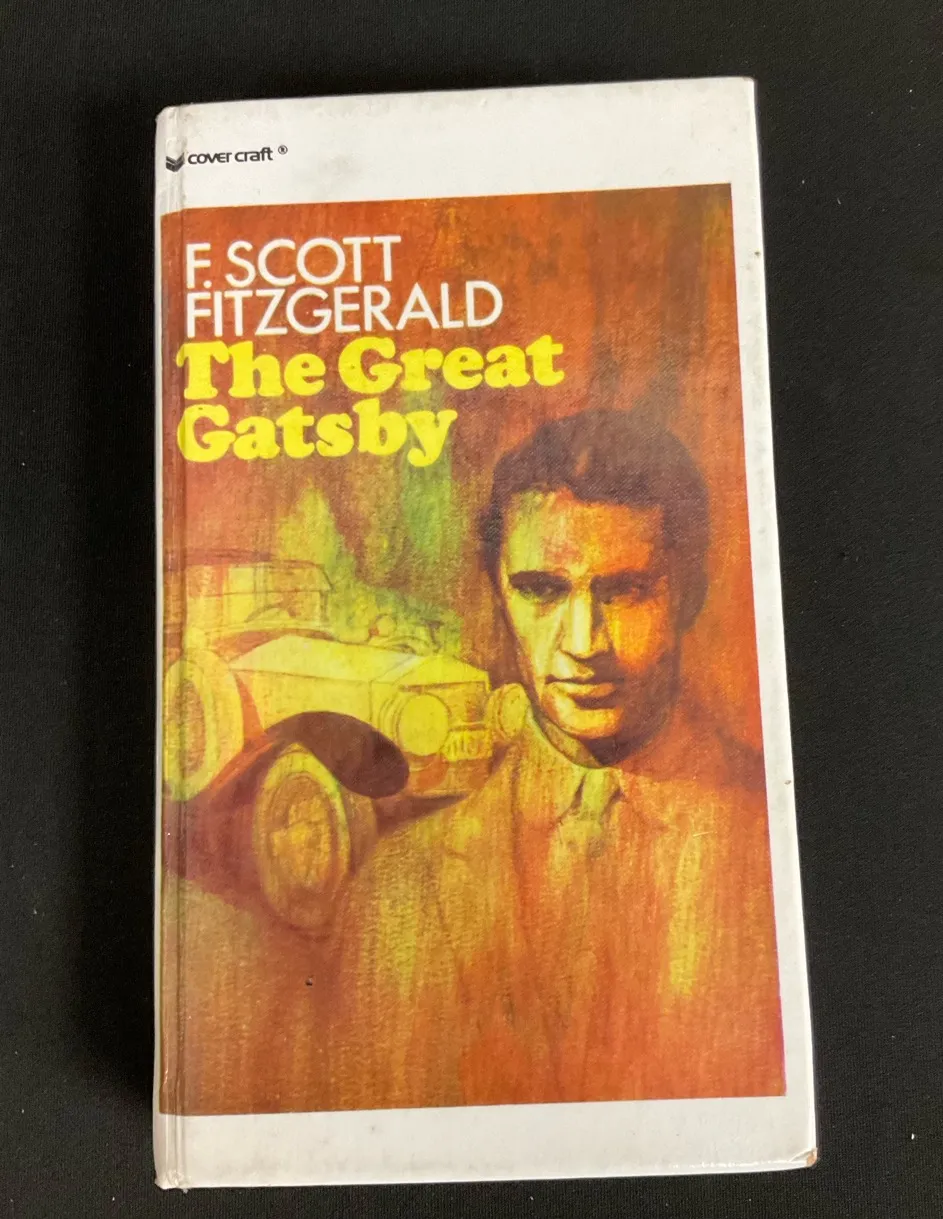 cover craft ®
F. SCOTT
FITZGERALD
The Great
Gatsby